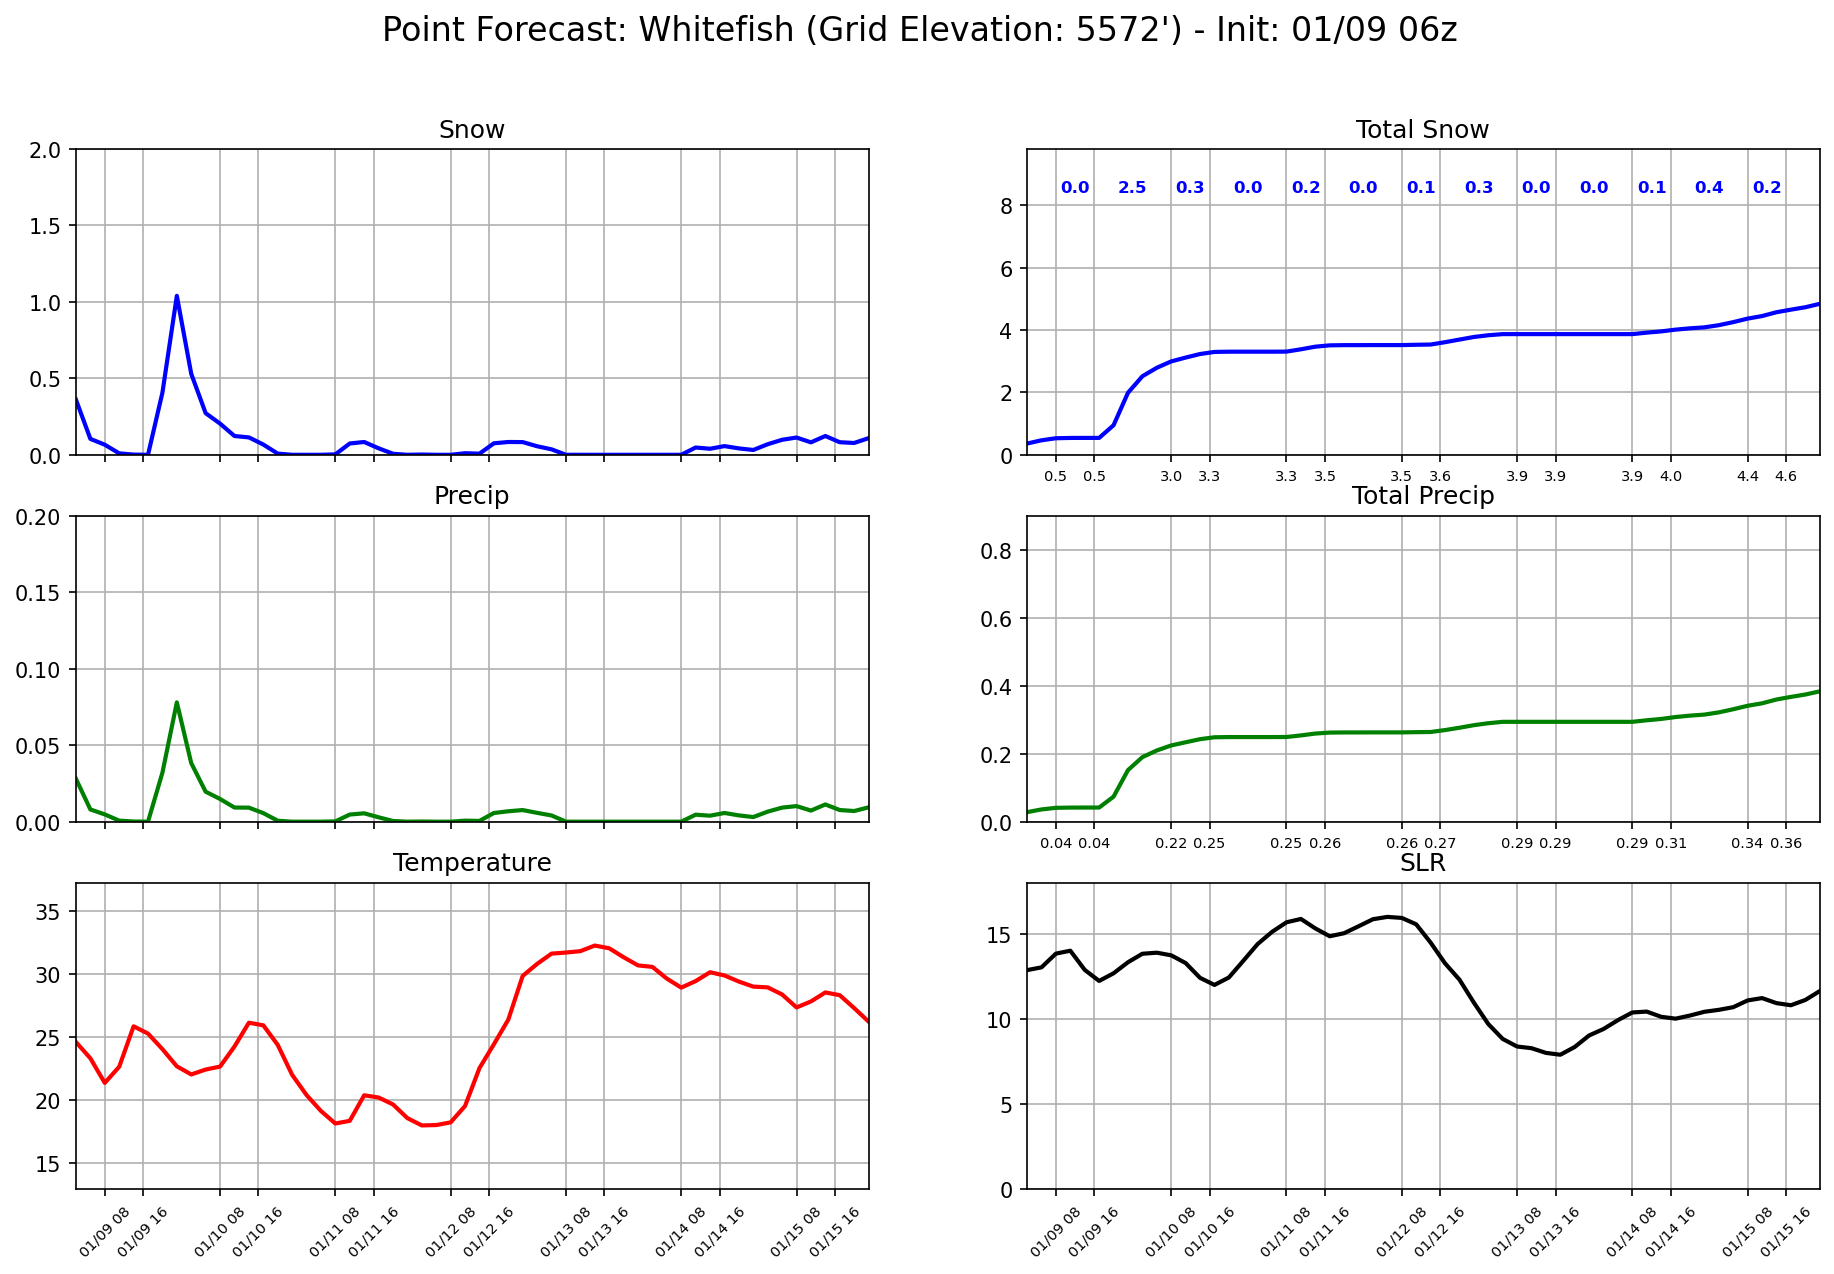 Point Forecast: Whitefish (Grid Elevation: 5572') - Init: 01/09 06z
Snow
2.0
1.5
1.0
0.5
0.0
Total Snow
0.0 2.5 0.3 0.0 0.2 0.0 0.1 0.3 0.0 0.0 0.1 0.4 0.2
8
6
4
2
0
0.5 0.5 3.0 3.3 3.3 3.5 3.5 3.6 3.9 3.9 3.9 4.0 4.4 4.6
Precip
0.20
0.15
0.10
0.05
0.00
Total Precip
0.8
0.6
0.4
0.2
0.0
0.04 0.04 0.22 0.25 0.25 0.26 0.26 0.27 0.29 0.29 0.29 0.31 0.34 0.36
Temperature
35
30
25
20
15
01/09 08 01/09 16 01/10 08 01/10 16 01/11 08 01/11 16 01/12 08 01/12 16 01/13 08 01/13 16 01/14 08 01/14 16 01/15 08 01/15 16
SLR
15
10
5
0
01/09 08 01/09 16 01/10 08 01/10 16 01/11 08 01/11 16 01/12 08 01/12 16 01/13 08 01/13 16 01/14 08 01/14 16 01/15 08 01/15 16